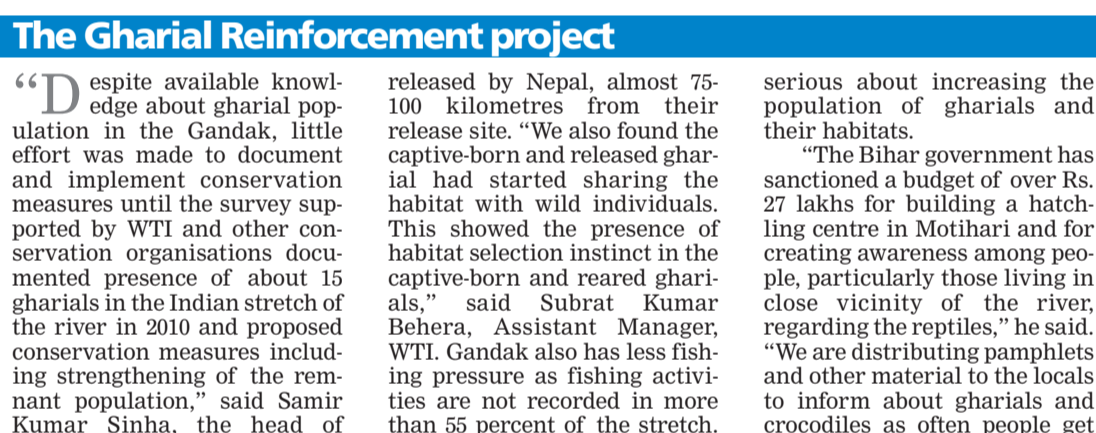 The Gharial Reinforcement project
“Despite available knowl-
edge about gharial pop-
ulation in the Gandak, little
effort was made to document
and implement conservation
measures until the survey sup-
ported by WTI and other con-
servation organisations docu-
mented presence of about 15
gharials in the Indian stretch of
the river in 2010 and proposed
conservation measures includ-
ing strengthening of the rem-
nant population,” said Samir
Kumar Sinha, the head of
released by Nepal, almost 75-
100 kilometres from their
release site. “We also found the
captive-born and released ghar-
ial had started sharing the
habitat with wild individuals.
This showed the presence of
habitat selection instinct in the
captive-born and reared ghari-
als,” said Subrat Kumar
Behera, Assistant Manager,
WTI. Gandak also has less fish-
ing pressure as fishing activi-
ties are not recorded in more
than 55 percent of the stretch.
serious about increasing the
population of gharials and
their habitats.
“The Bihar government has
sanctioned a budget of over Rs.
27 lakhs for building a hatch-
ling centre in Motihari and for
creating awareness among peo-
ple, particularly those living in
close vicinity of the river,
regarding the reptiles,” he said.
“We are distributing pamphlets
and other material to the locals
to inform about gharials and
crocodiles as often people get